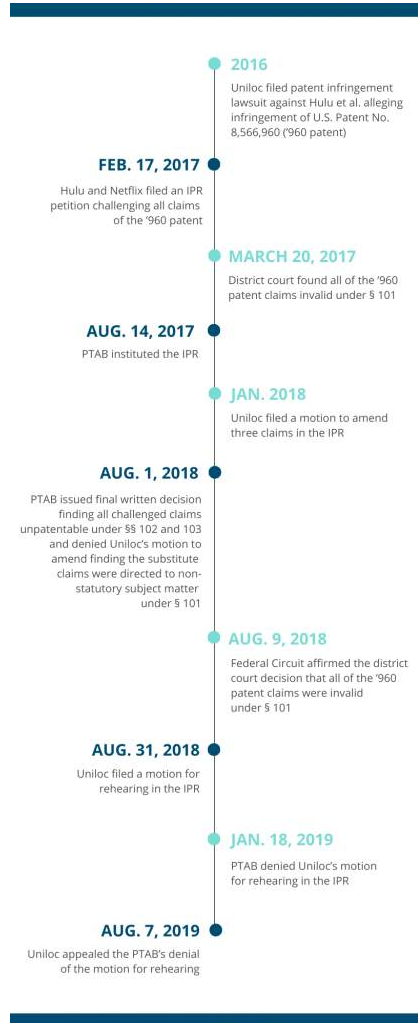 2016
Uniloc filed patent infringement
lawsuit against Hulu et al. alleging
infringement of U.S. Patent No.
8,566,960 ('960 patent)
FEB. 17, 2017
Hulu and Netflix filed an IPR
petition challenging all claims
of the '960 patent
MARCH 20, 2017
District court found all of the '960
patent claims invalid under § 101
AUG. 14, 2017
PTAB instituted the IPR
JAN. 2018
Uniloc filed a motion to amend
three claims in the IPR
AUG. 1, 2018
PTAB issued final written decision
finding all challenged claims
unpatentable under §§ 102 and 103
and denied Uniloc's motion to
amend finding the substitute
claims were directed to non-
statutory subject matter
under § 101
AUG. 9, 2018
Federal Circuit affirmed the district
court decision that all of the '960
patent claims were invalid
under § 101
AUG. 31, 2018
Uniloc filed a motion for
rehearing in the IPR
JAN. 18, 2019
PTAB denied Uniloc's motion
for rehearing in the IPR
AUG. 7, 2019
Uniloc appealed the PTAB's denial
of the motion for rehearing